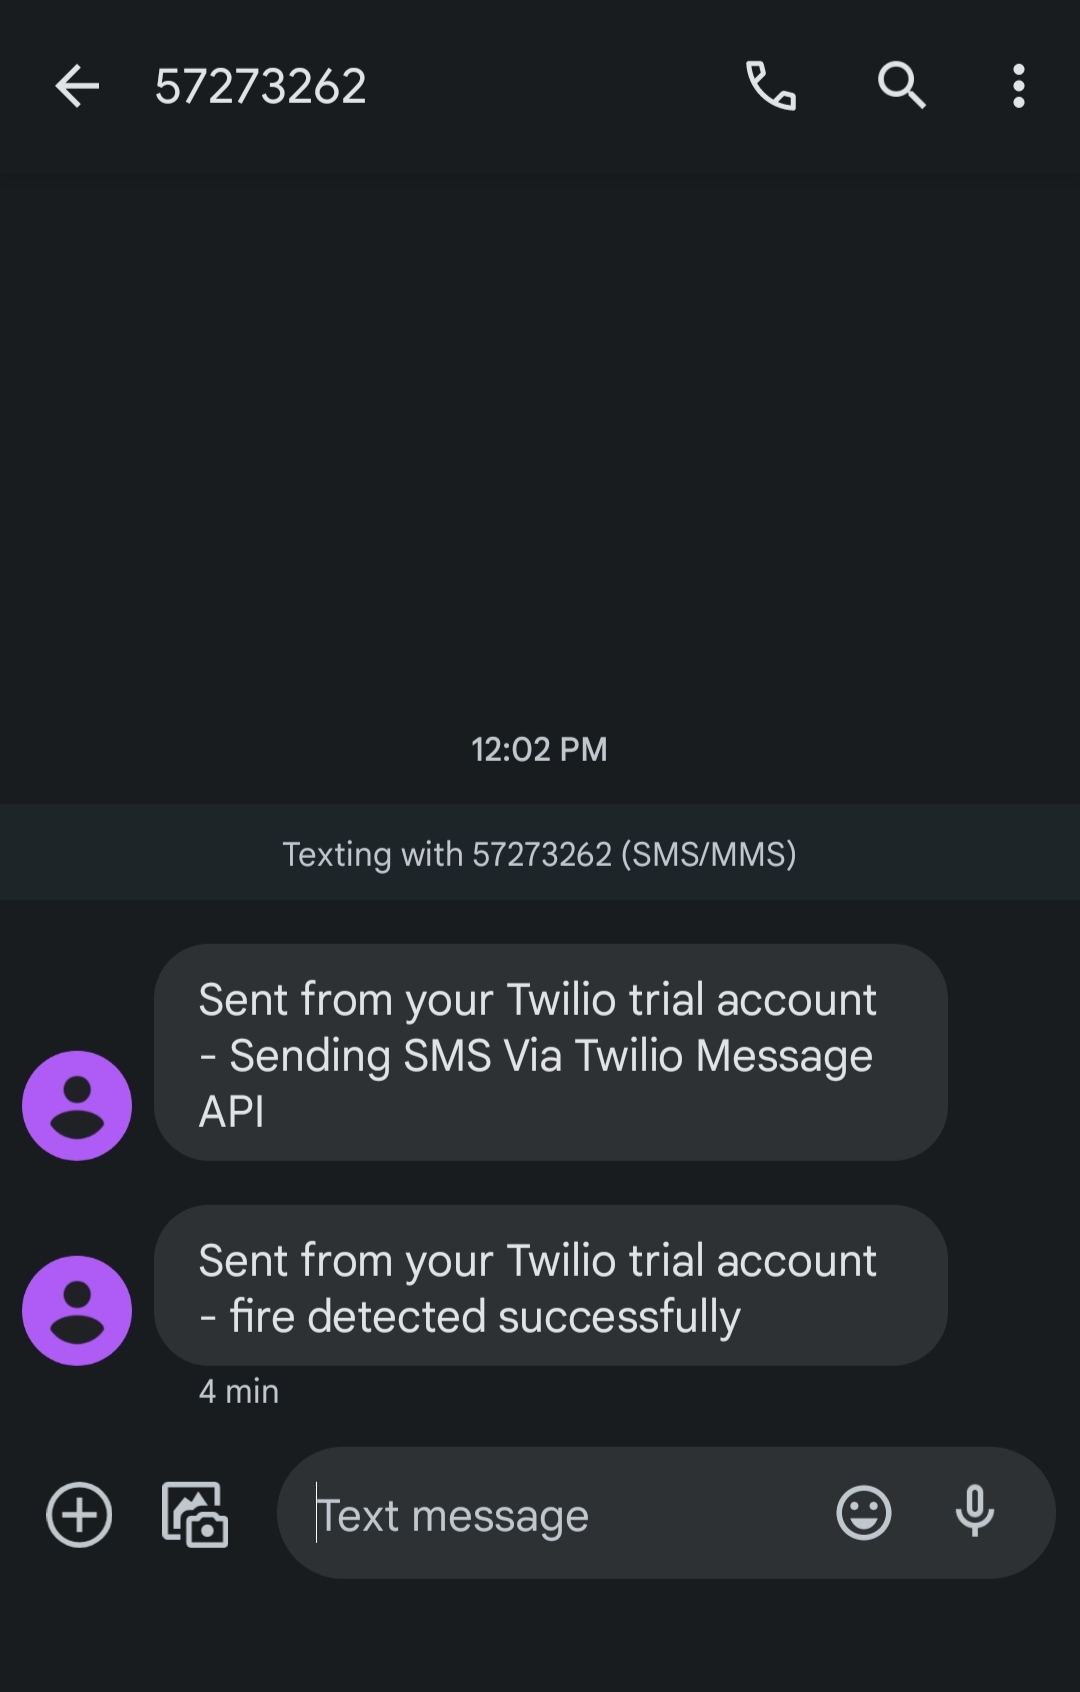 57273262
12:02 PM
Texting with 57273262 (SMS/MMS)
Sent from your Twilio trial account
- Sending SMS Via Twilio Message
API
Sent from your Twilio trial account
- fire detected successfully
4 min
Text message